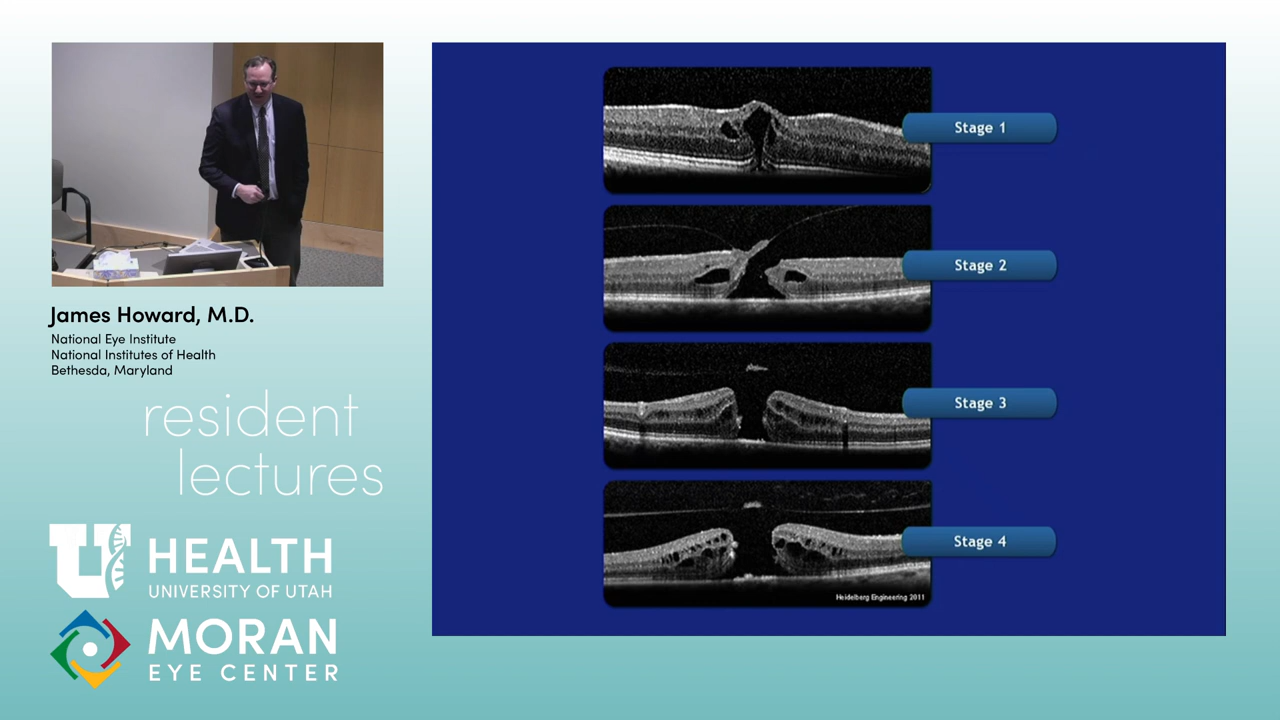 James Howard, M.D.
National Eye Institute
National Institutes of Health
Bethesda, Maryland
resident
lectures
U HEALTH
UNIVERSITY OF UTAH
MORAN
EYE CENTER
Stage 1
Stage 2
Stage 3
Stage 4
Heidelberg Engineering 2011